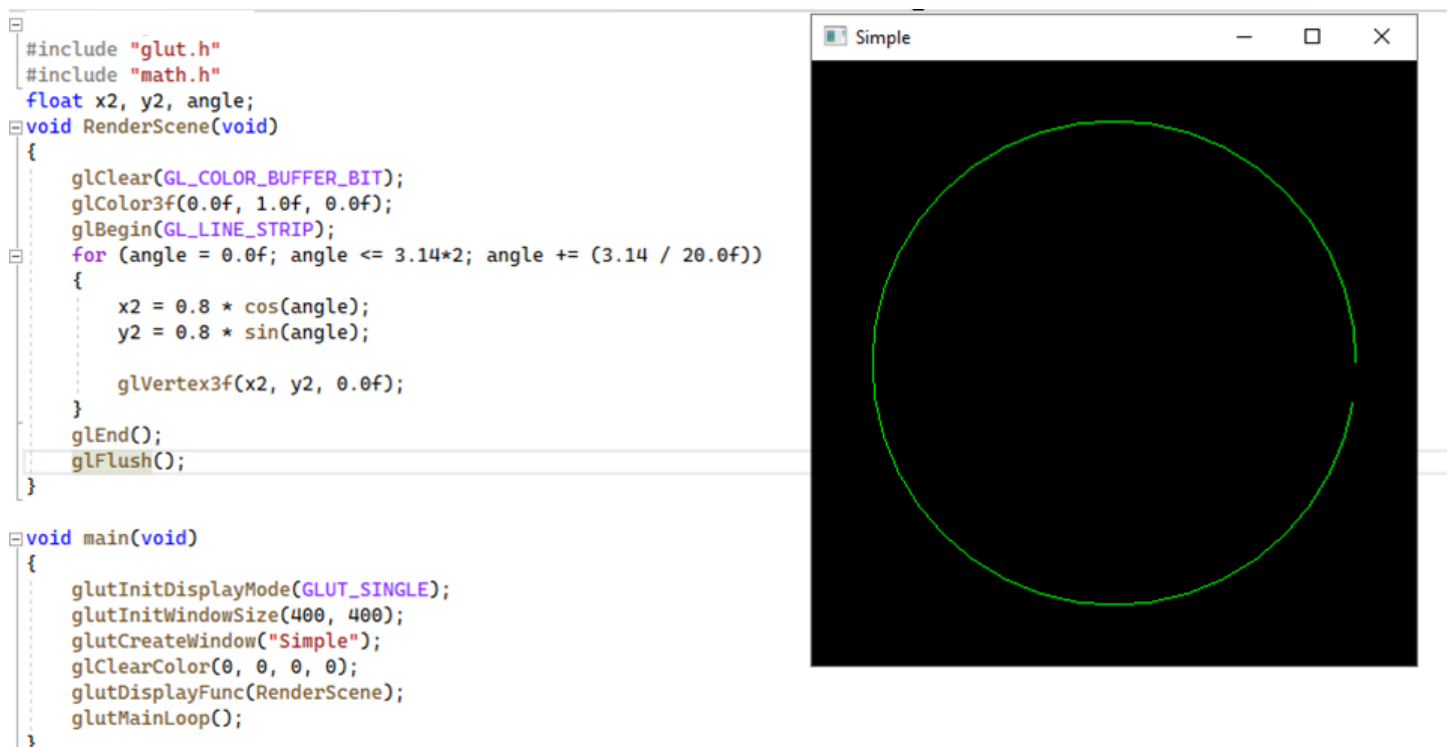 #include "glut.h"
#include "math.h"
float x2, y2, angle;
void RenderScene(void)
{
glClear(GL_COLOR_BUFFER_BIT);
glColor3f(0.0f, 1.0f, 0.0f);
glBegin(GL_LINE_STRIP);
for (angle = 0.0f; angle <= 3.14*2; angle += (3.14 / 20.0f))
{
x2 = 0.8 * cos(angle);
y2 = 0.8 * sin(angle);
glVertex3f(x2, y2, 0.0f);
}
glEnd();
glFlush();
}
void main(void)
{
glutInitDisplayMode(GLUT_SINGLE);
glutInitWindowSize(400, 400);
glutCreateWindow("Simple");
glClearColor(0, 0, 0, 0);
glutDisplayFunc(RenderScene);
glutMainLoop();
}
Simple